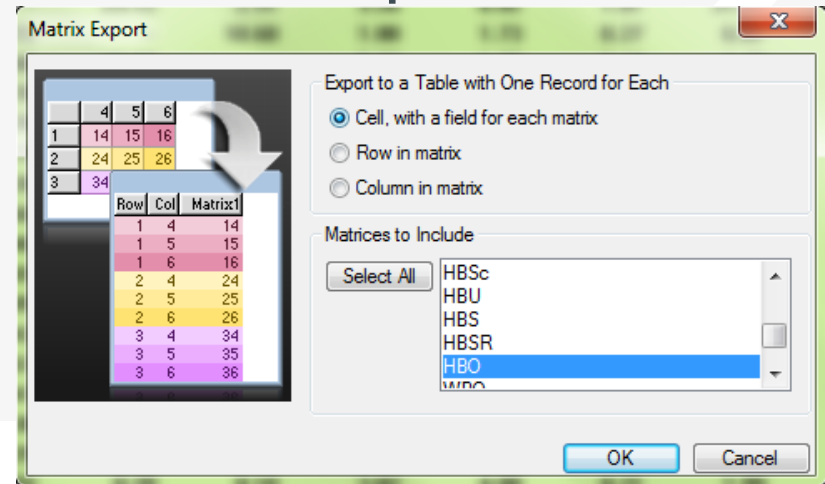 Matrix Export
Export to a Table with One Record for Each
Cell, with a field for each matrix
Row in matrix
Column in matrix
Matrices to Include
Select All
HBSc
HBU
HBS
HBSR
HBO
4 5 6
1 14 15 16
2 24 25 26
3 34
Row Col Matrix1
1 4 14
1 5 15
1 6 16
2 4 24
2 5 25
2 6 26
3 4 34
3 5 35
3 6 36
OK Cancel